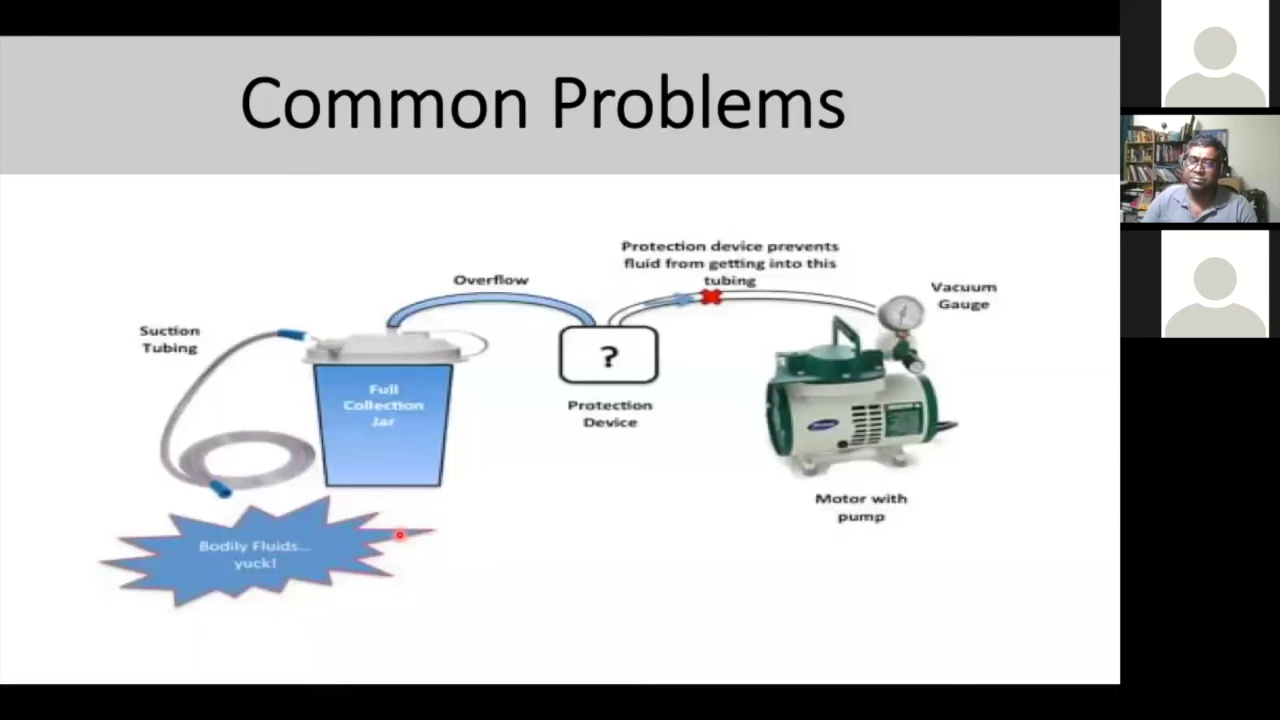 Common Problems
Protection device prevents
fluid from getting into this
tubing
Overflow
Vacuum
Gauge
Suction
Tubing
?
Full
Collection
Jar
Protection
Device
Motor with
pump
Bodily Fluids...
yuck!